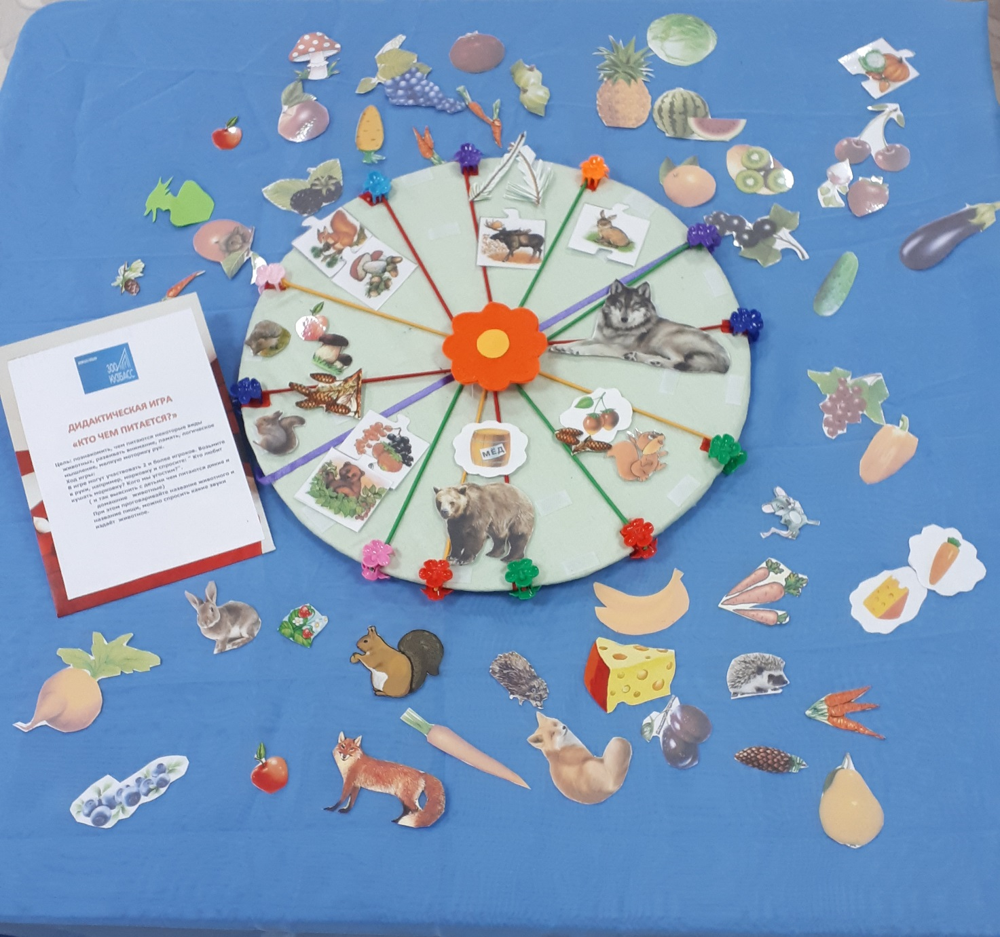 ЗОО
КУЗБАСС
ДИДАКТИЧЕСКАЯ ИГРА
«КТО ЧЕМ ПИТАЕТСЯ?»
Цель: познакомить, чем питаются некоторые виды
животных, развивать внимание, память, логическое
мышление, мелкую моторику рук.
Ход игры:
В игре могут участвовать 2 и более игроков. Возьмите
в руки, например, морковку и спросите: " Кто любит
кушать морковку? Кого мы угостим?".
( и так выяснить с детьми чем питаются дикие и
домашние животные)
При этом проговаривайте название животного и
название пищи, можно спросить какие звуки
издаёт животное.
МЁД